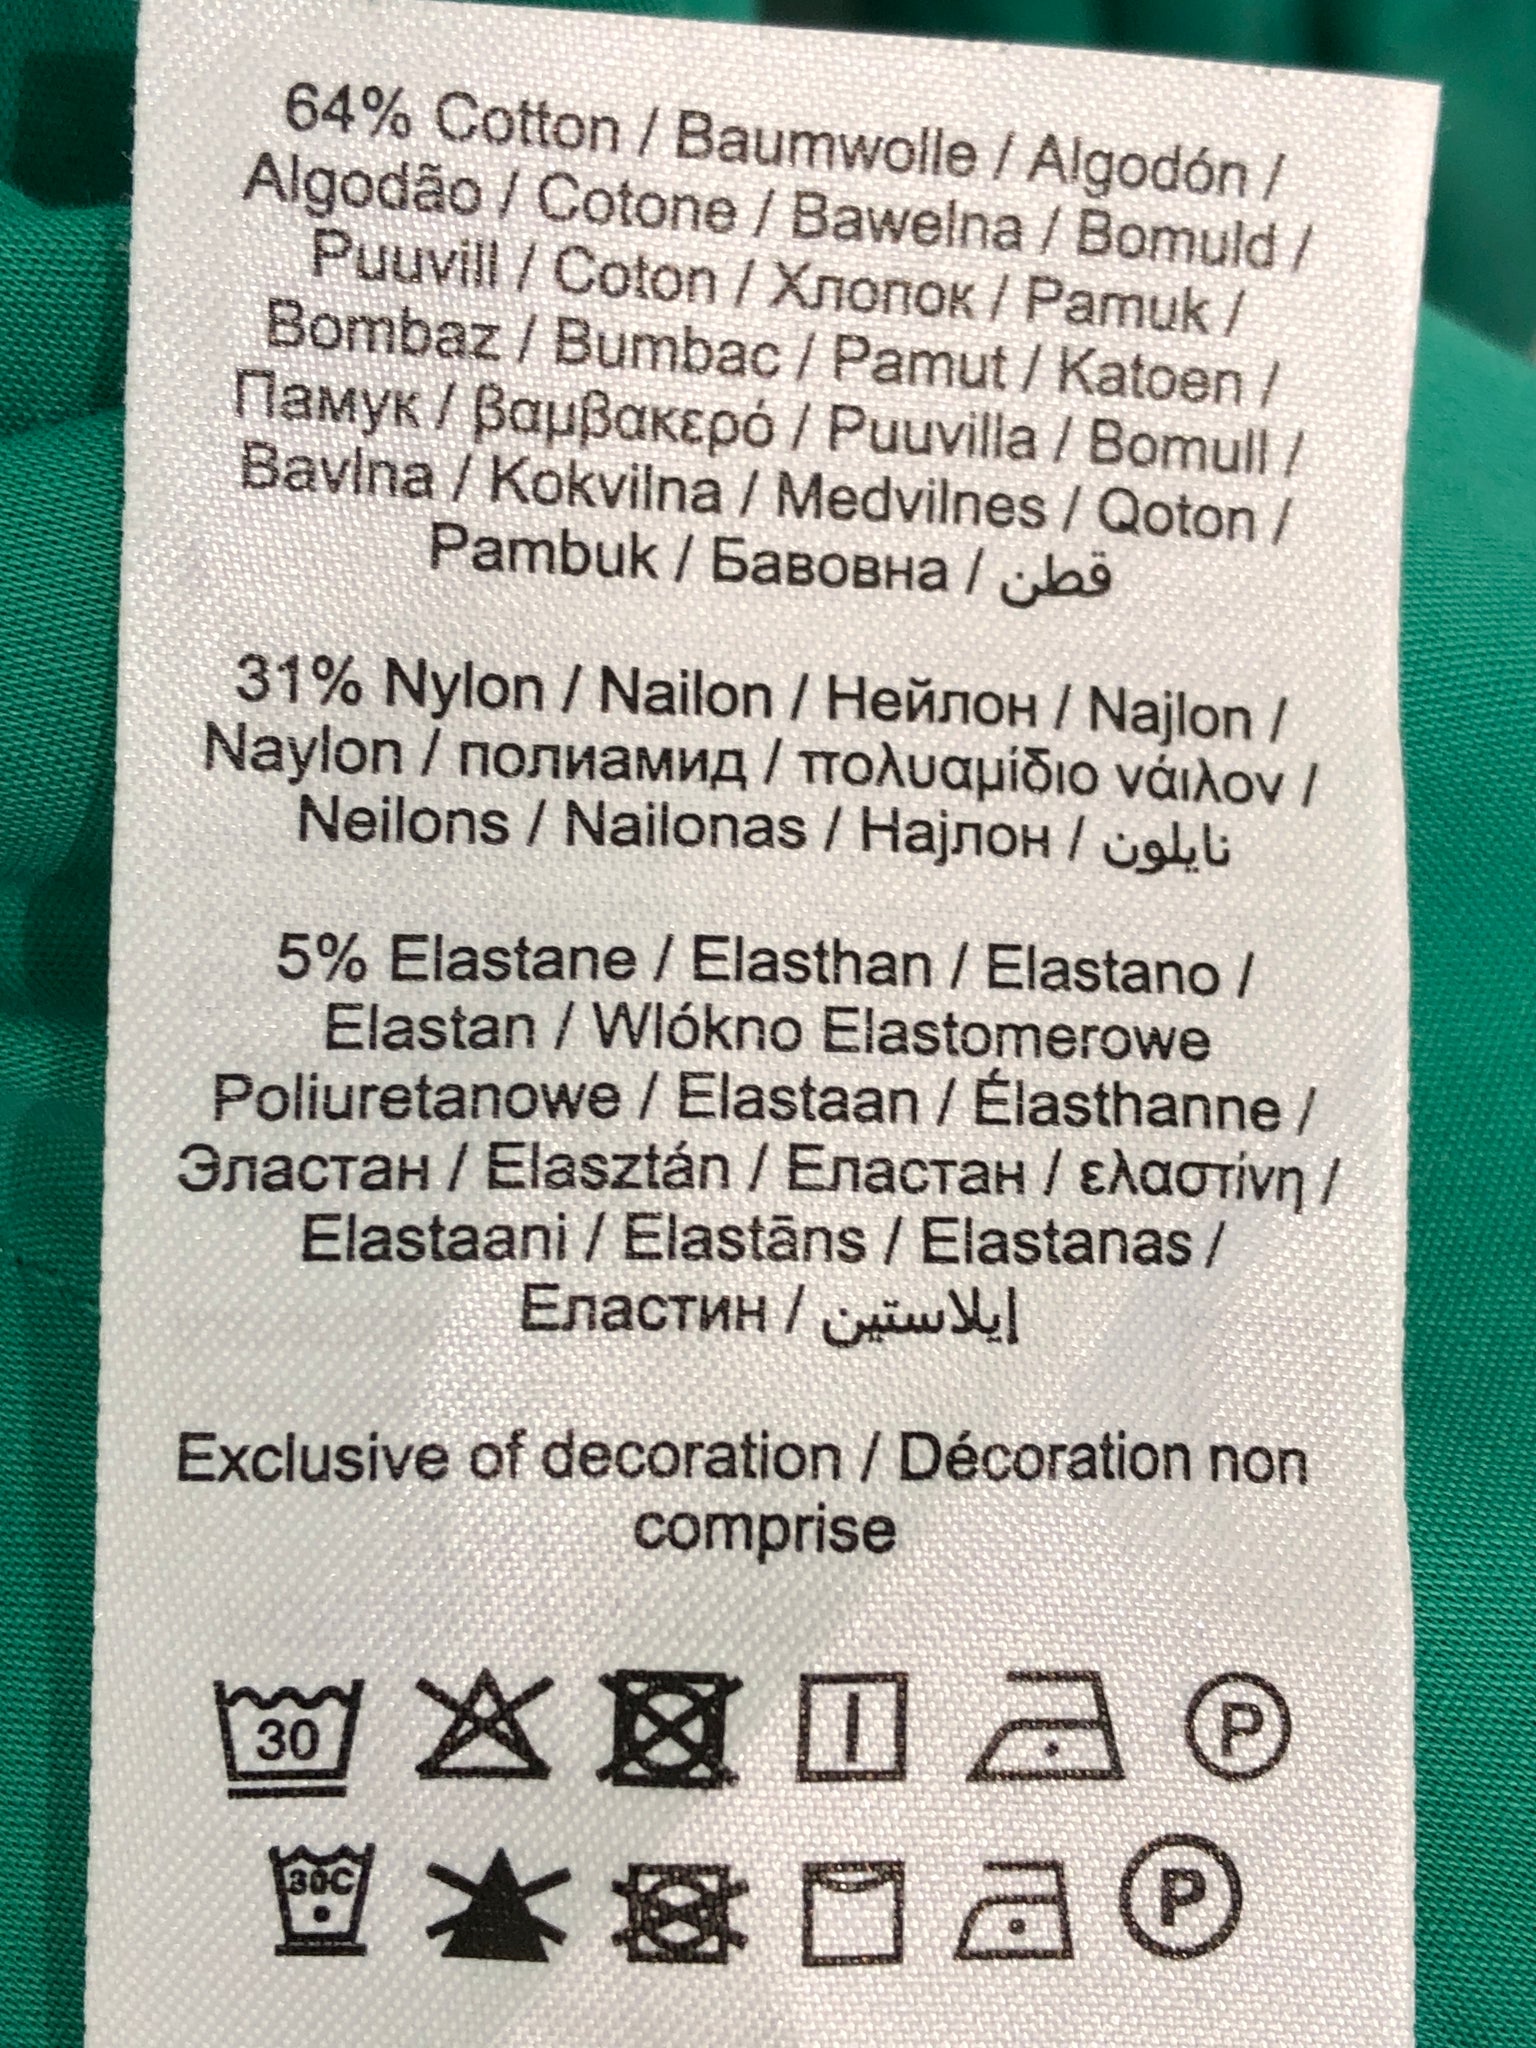 64% Cotton / Baumwolle / Algodón /
Algodão / Cotone / Bawelna / Bomuld /
Puuvill / Coton / Хлопок / Pamuk /
Bombaz / Bumbac / Pamut / Katoen /
Памук / βαμβακερό / Puuvilla / Bomull /
Bavlna / Kokvilna / Medvilnes / Qoton /
Pambuk / Бавовна / قطن
31% Nylon / Nailon / Нейлон / Najlon /
Naylon / полиамид / πολυαμίδιο νάιλον /
Neilons / Nailonas / Најлон / نايلون
5% Elastane / Elasthan / Elastano /
Elastan / Wlókno Elastomerowe
Poliuretanowe / Elastaan / Élasthanne /
Эластан / Elasztán / Еластан / ελαστίνη /
Elastaani / Elastāns / Elastanas /
Еластин / إيلاستين
Exclusive of decoration / Décoration non
comprise
30 P
30C P